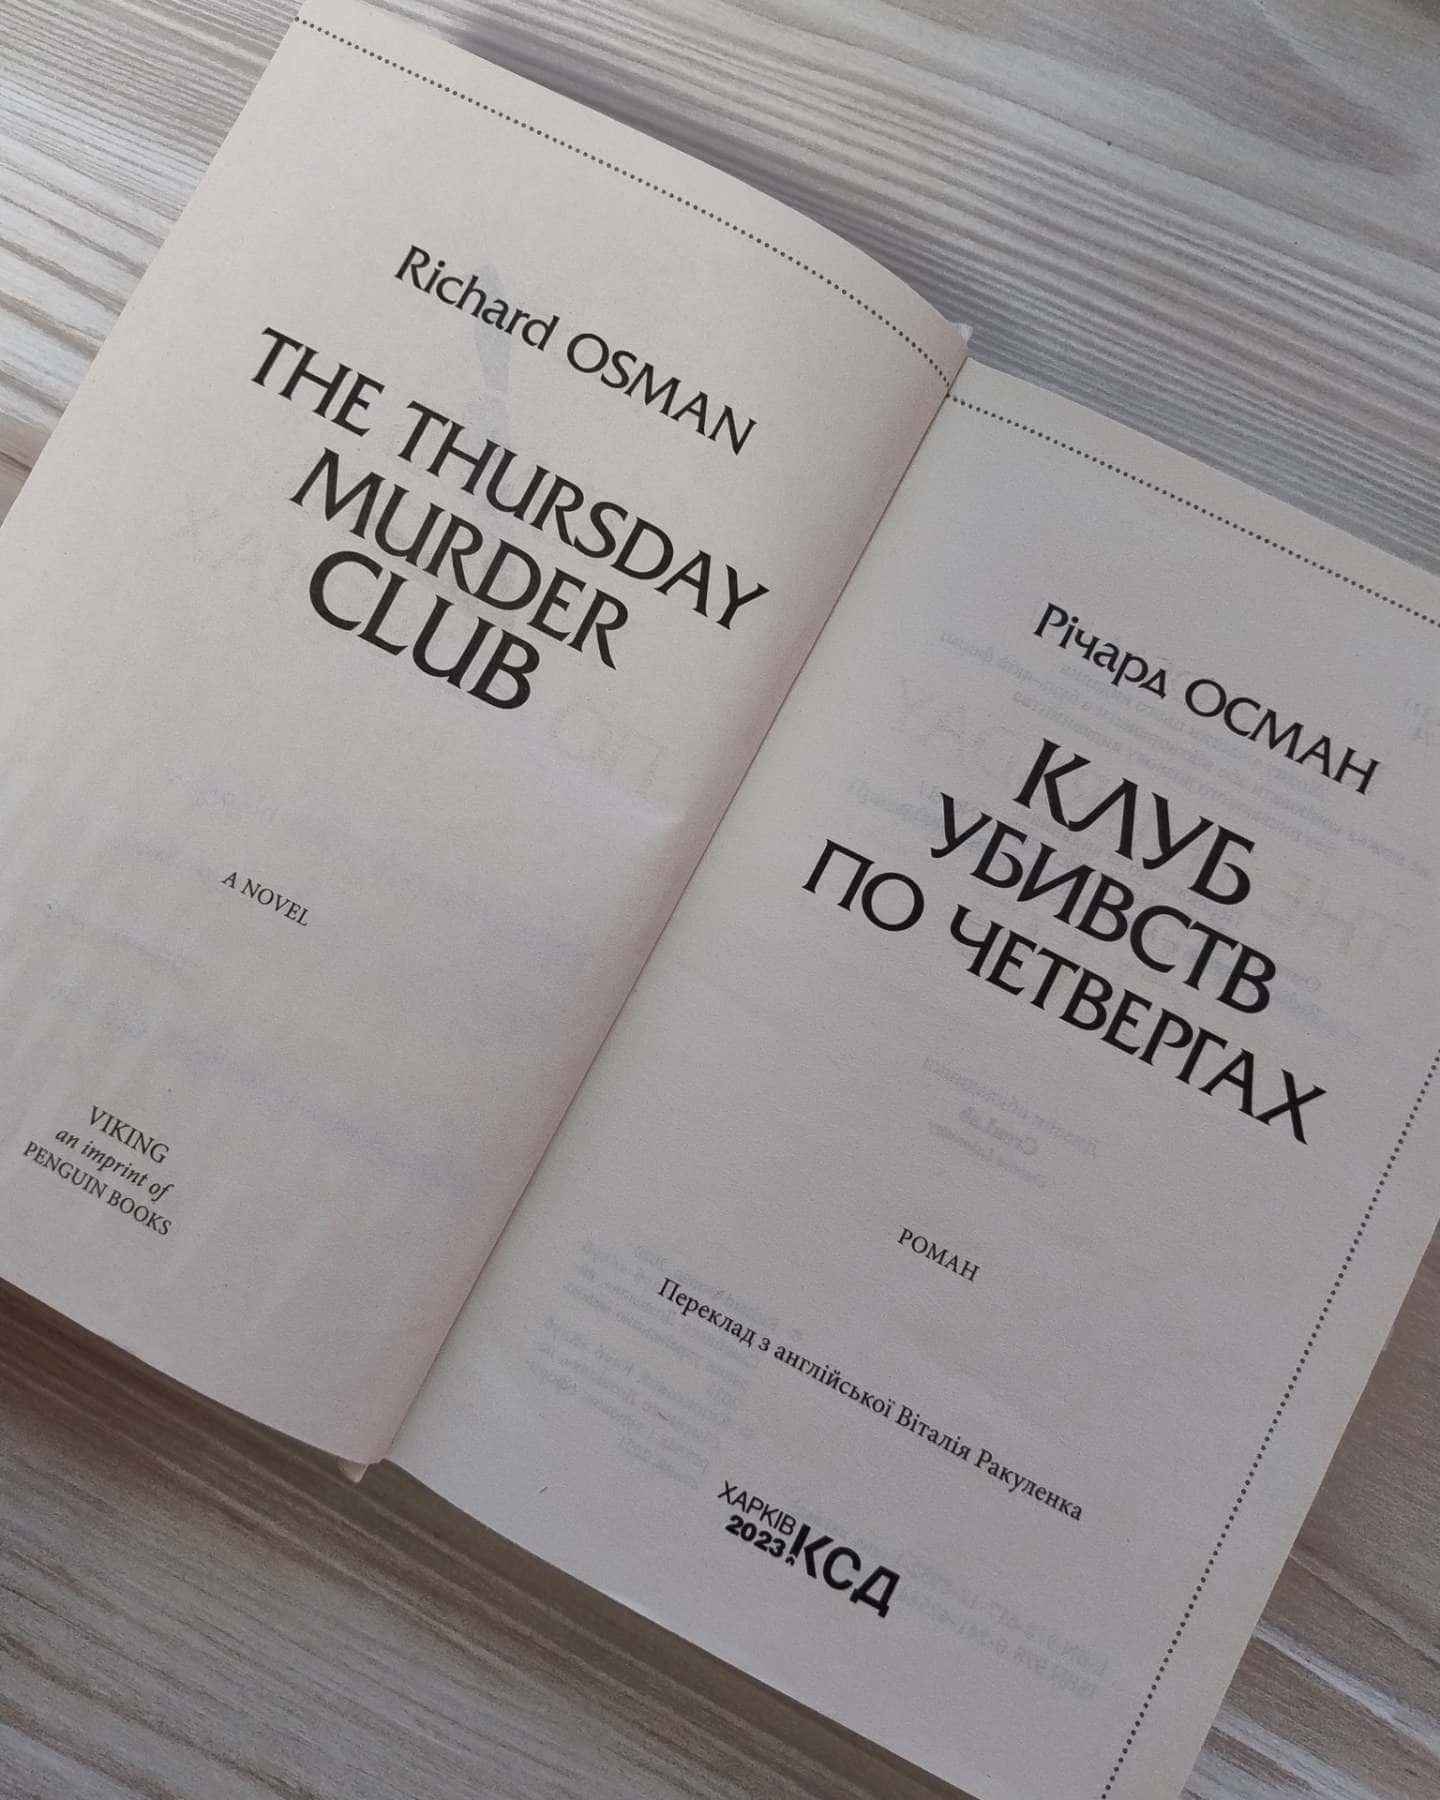 Richard OSMAN
THE THURSDAY
MURDER
CLUB
A NOVEL
VIKING
an imprint of
PENGUIN BOOKS
Річард ОСМАН
КЛУБ
УБИВСТВ
ПО ЧЕТВЕРГАХ
РОМАН
Переклад з англійської Віталія Ракуленка
ХАРКІВ
2023
КСД